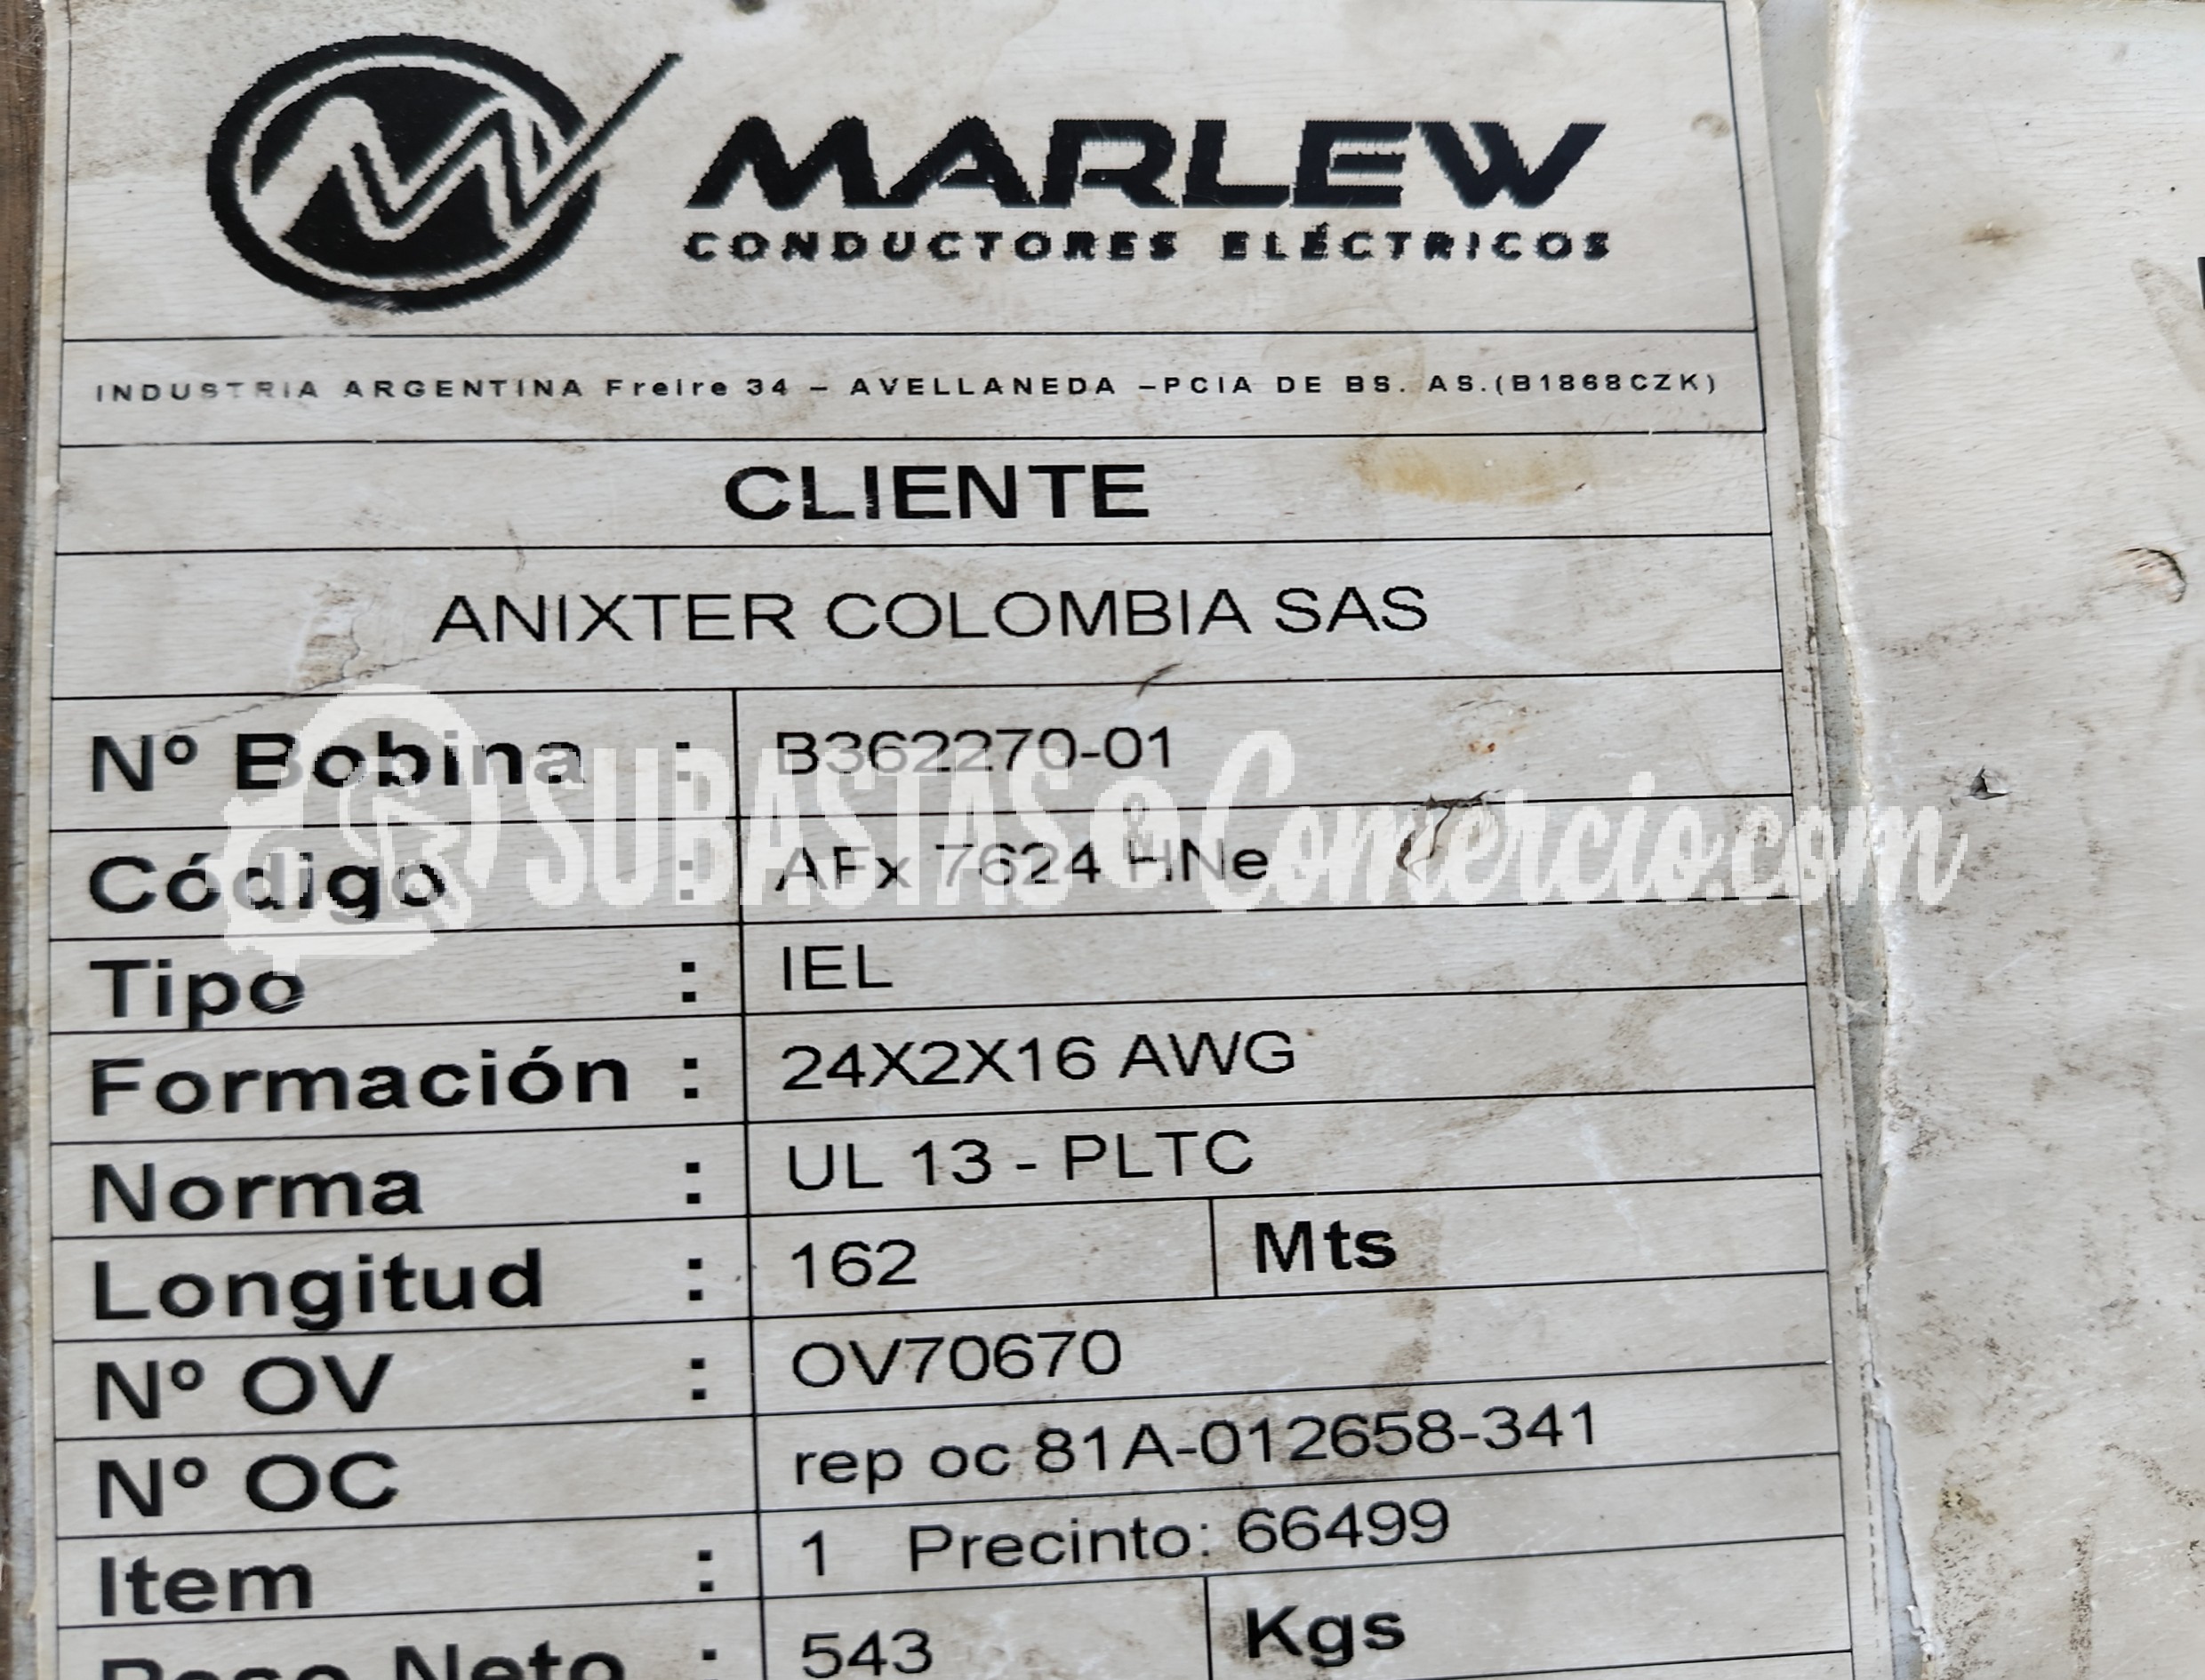 MARLEW
CONDUCTORES ELÉCTRICOS
INDUSTRIA ARGENTINA Freire 34 – AVELLANEDA –PCIA DE BS. AS.(B1868CZK)
CLIENTE
ANIXTER COLOMBIA SAS
Nº Bobina : B362270-01
SUBASTAS & Comercio.com
Código : AFx 7624 HNe
Tipo : IEL
Formación : 24X2X16 AWG
Norma : UL 13 - PLTC
Longitud : 162 Mts
Nº OV : OV70670
Nº OC rep oc 81A-012658-341
Item : 1 Precinto: 66499
Peso Neto : 543 Kgs